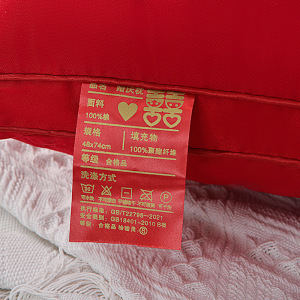 品名 婚庆枕
面料
100%棉
规格 填充物
48x74cm 100%聚酯纤维
等级 合格品
洗涤方式
执行标准: GB/T22796-2021
安全类别: GB18401-2010 B类
合格品 检验员